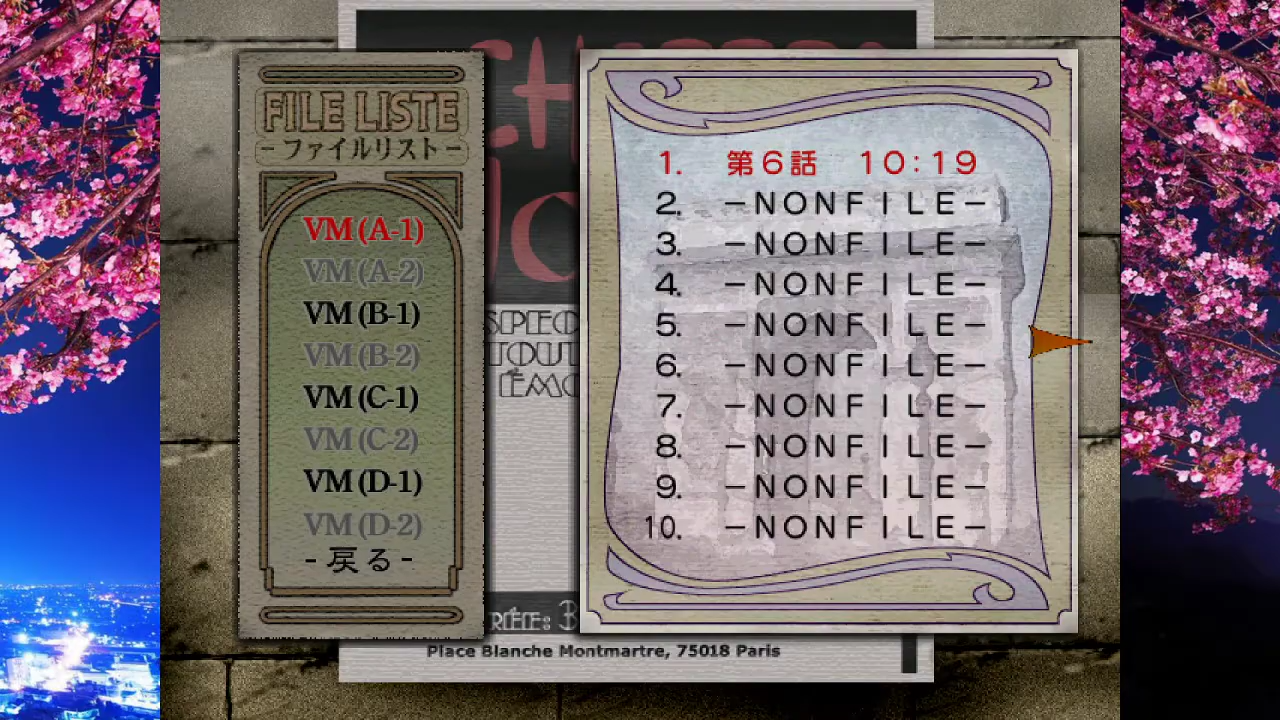 FILE LISTE
-ファイルリスト-
VM(A-1)
VM(A-2)
VM(B-1)
VM(B-2)
VM(C-1)
VM(C-2)
VM(D-1)
VM(D-2)
-戻る-
1. 第6話 10:19
2. -NONFILE-
3. -NONFILE-
4. -NONFILE-
5. -NONFILE-
6. -NONFILE-
7. -NONFILE-
8. -NONFILE-
9. -NONFILE-
10. -NONFILE-
TOUT
Place Blanche Montmartre, 75018 Paris